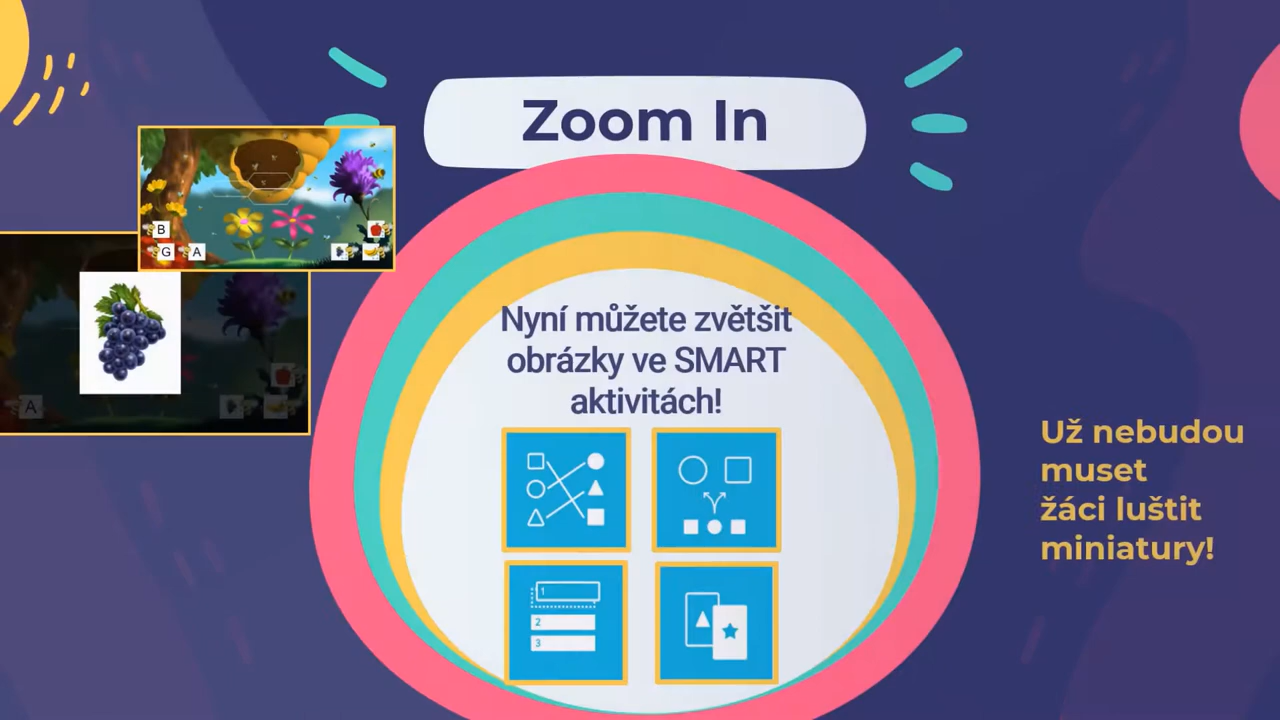 Zoom In
B
G
A
A
Nyní můžete zvětšit
obrázky ve SMART
aktivitách!
1
2
3
Už nebudou
muset
žáci luštit
miniatury!